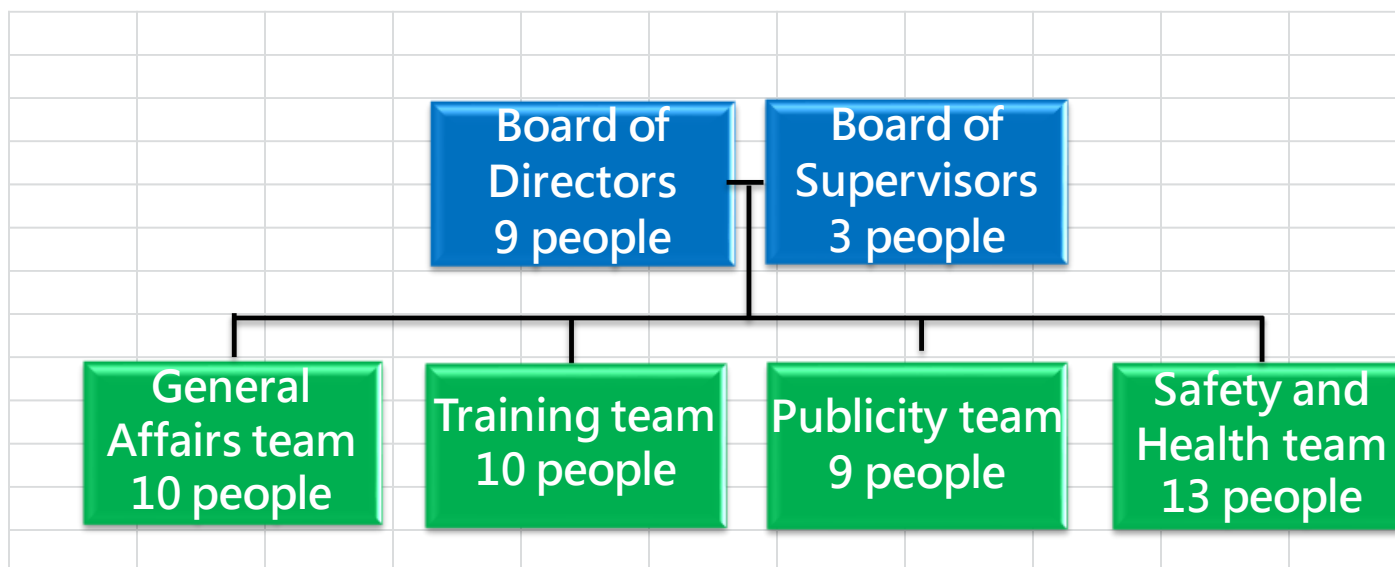 Board of
Directors
9 people
Board of
Supervisors
3 people
General
Affairs team
10 people
Training team
10 people
Publicity team
9 people
Safety and
Health team
13 people